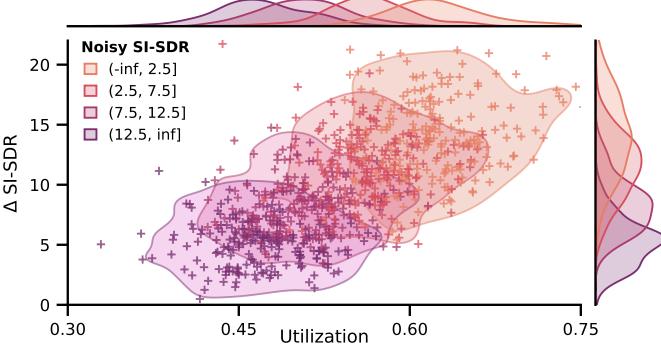 Noisy SI-SDR
(-inf, 2.5]
(2.5, 7.5]
(7.5, 12.5]
(12.5, inf]
Δ SI-SDR
20
15
10
5
0
0.30
0.45
0.60
0.75
Utilization